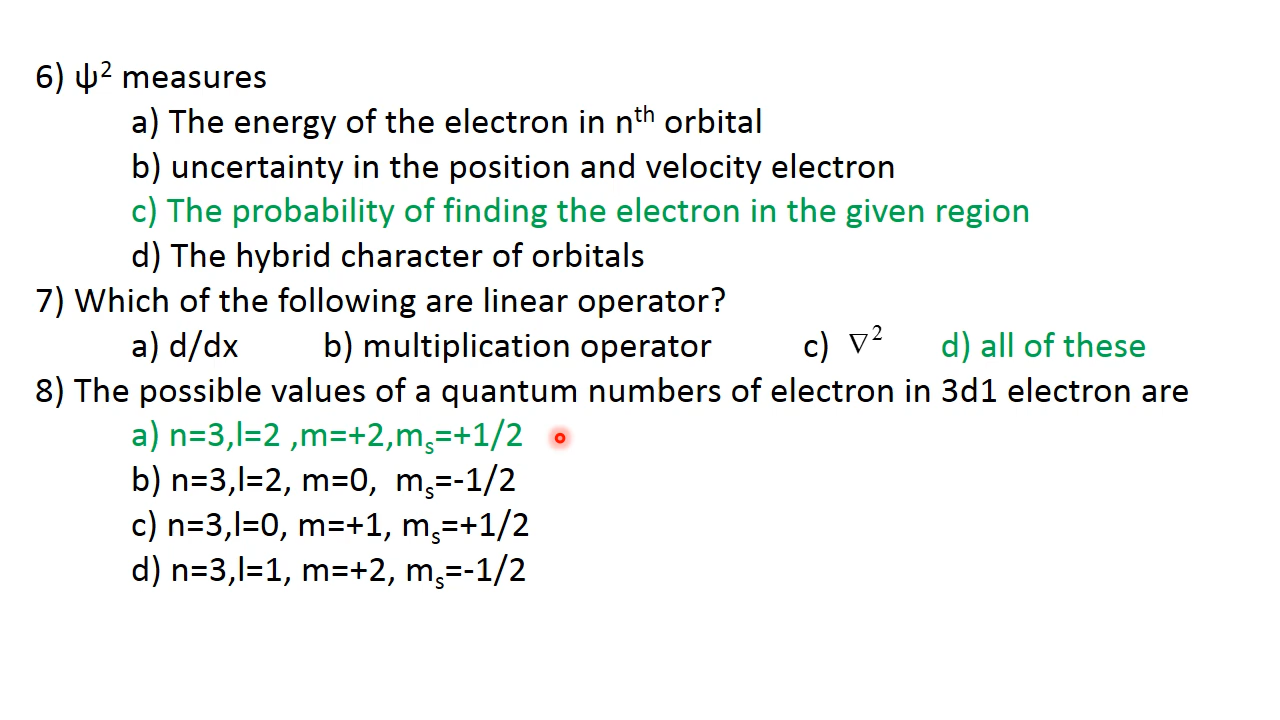 6) ψ² measures
a) The energy of the electron in nᵗʰ orbital
b) uncertainty in the position and velocity electron
c) The probability of finding the electron in the given region
d) The hybrid character of orbitals
7) Which of the following are linear operator?
a) d/dx b) multiplication operator c) ∇² d) all of these
8) The possible values of a quantum numbers of electron in 3d1 electron are
a) n=3,l=2 ,m=+2,mₛ=+1/2
b) n=3,l=2, m=0, mₛ=-1/2
c) n=3,l=0, m=+1, mₛ=+1/2
d) n=3,l=1, m=+2, mₛ=-1/2